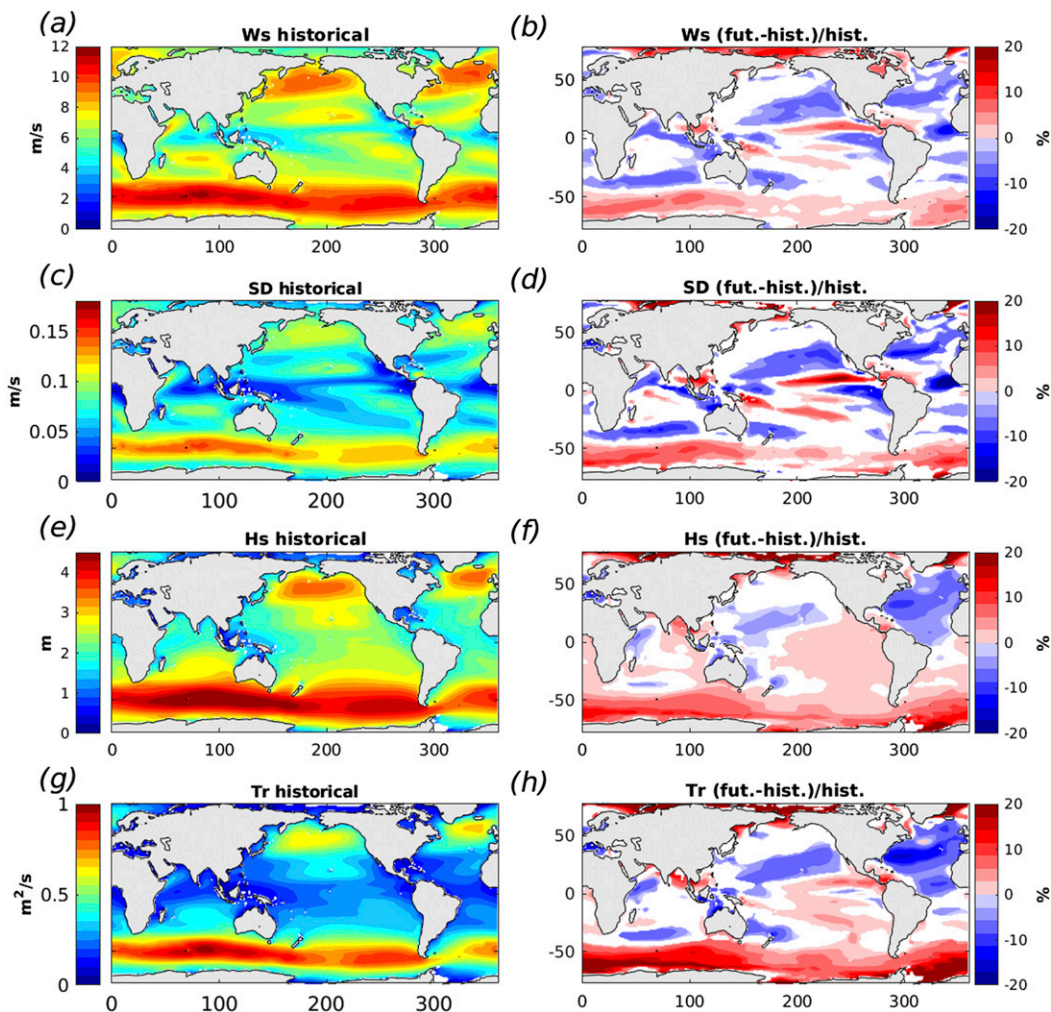 (a) Ws historical
12
10
8
6
4
2
0
m/s
0 100 200 300
(b) Ws (fut.-hist.)/hist.
50
0
-50
20
10
0
-10
-20
%
0 100 200 300
(c) SD historical
0.15
0.1
0.05
0
m/s
0 100 200 300
(d) SD (fut.-hist.)/hist.
50
0
-50
20
10
0
-10
-20
%
0 100 200 300
(e) Hs historical
4
3
2
1
0
m
0 100 200 300
(f) Hs (fut.-hist.)/hist.
50
0
-50
20
10
0
-10
-20
%
0 100 200 300
(g) Tr historical
1
0.5
0
m²/s
0 100 200 300
(h) Tr (fut.-hist.)/hist.
50
0
-50
20
10
0
-10
-20
%
0 100 200 300